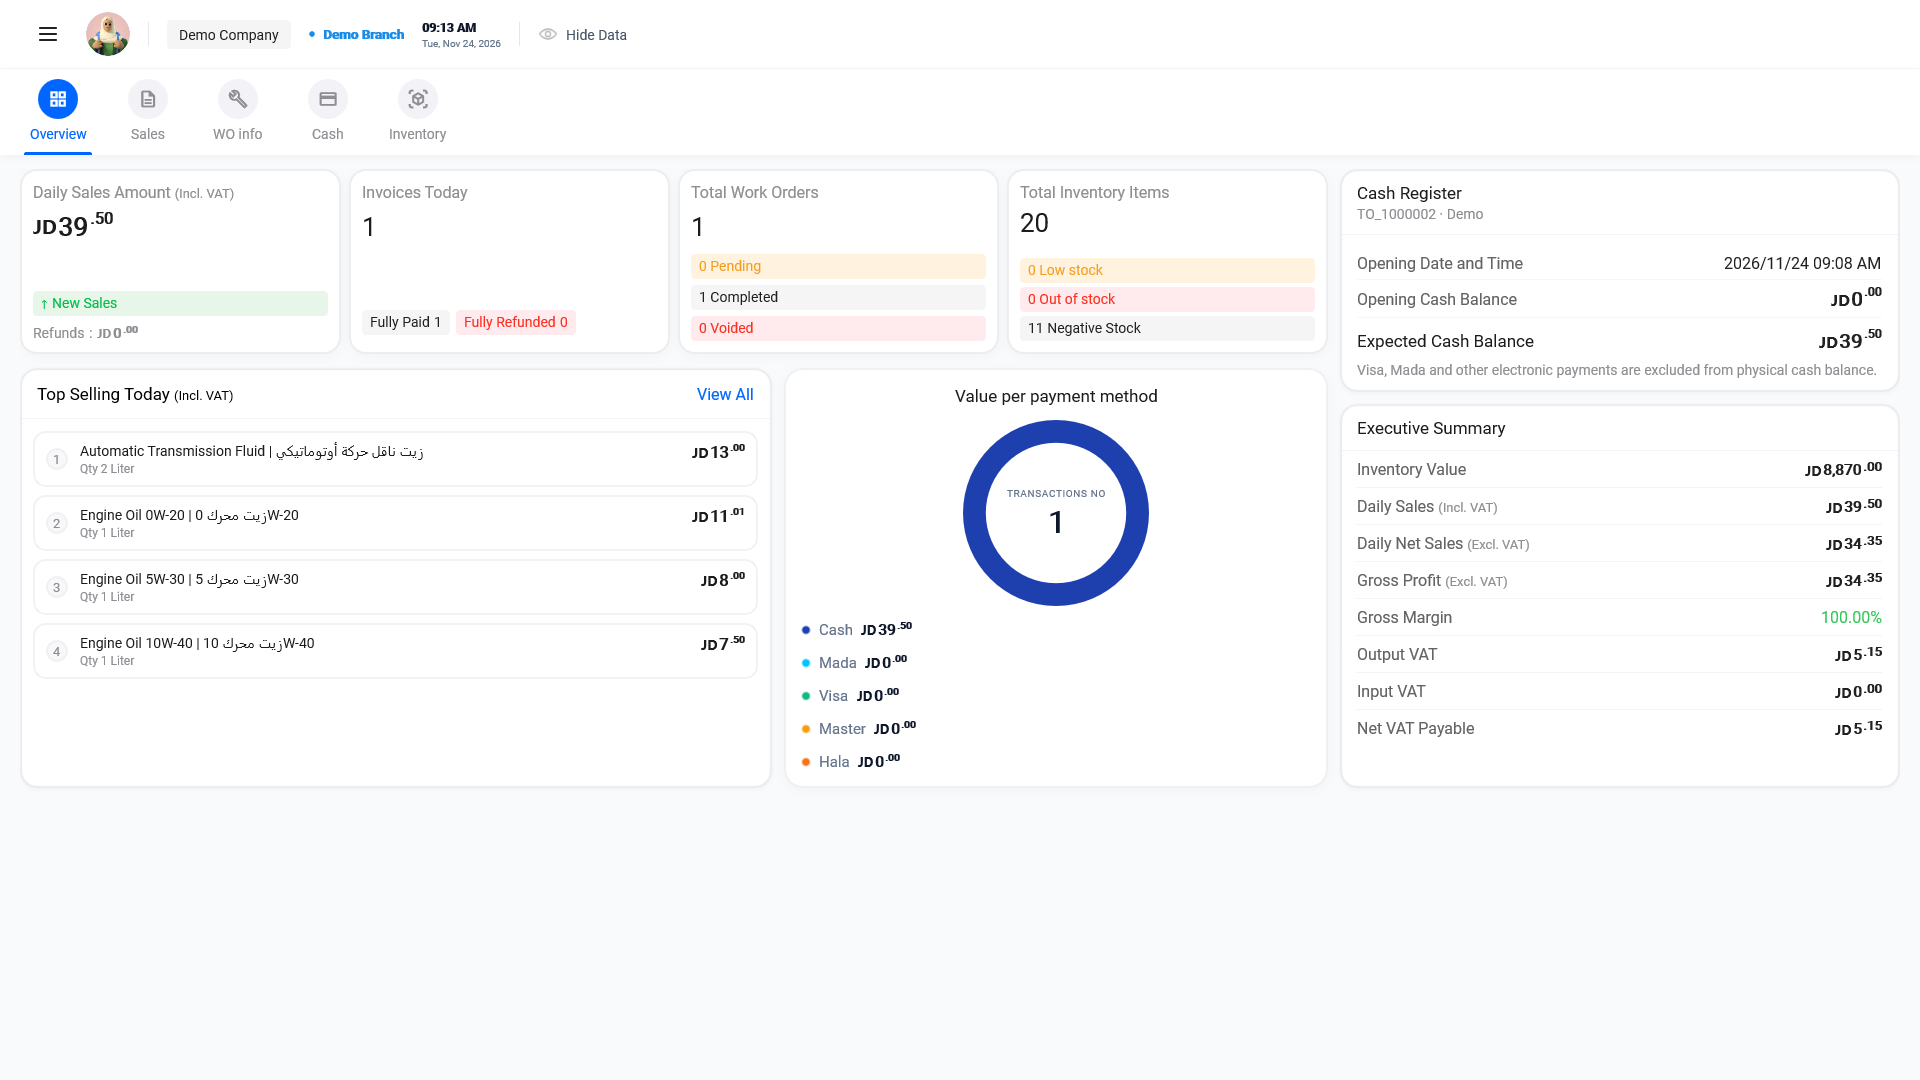 Demo Company
Demo Branch
09:13 AM
Tue, Nov 24, 2026
Hide Data
Overview
Sales
WO info
Cash
Inventory
Daily Sales Amount (Incl. VAT)
JD39.50
↑ New Sales
Refunds : JD0.00
Invoices Today
1
Fully Paid 1
Fully Refunded 0
Total Work Orders
1
0 Pending
1 Completed
0 Voided
Total Inventory Items
20
0 Low stock
0 Out of stock
11 Negative Stock
Cash Register
TO_1000002 · Demo
Opening Date and Time 2026/11/24 09:08 AM
Opening Cash Balance JD0.00
Expected Cash Balance JD39.50
Visa, Mada and other electronic payments are excluded from physical cash balance.
Top Selling Today (Incl. VAT) View All
1 Automatic Transmission Fluid | زيت ناقل حركة أوتوماتيكي JD13.00
Qty 2 Liter
2 Engine Oil 0W-20 | زيت محرك 0W-20 JD11.01
Qty 1 Liter
3 Engine Oil 5W-30 | زيت محرك 5W-30 JD8.00
Qty 1 Liter
4 Engine Oil 10W-40 | زيت محرك 10W-40 JD7.50
Qty 1 Liter
Value per payment method
TRANSACTIONS NO
1
Cash JD39.50
Mada JD0.00
Visa JD0.00
Master JD0.00
Hala JD0.00
Executive Summary
Inventory Value JD8,870.00
Daily Sales (Incl. VAT) JD39.50
Daily Net Sales (Excl. VAT) JD34.35
Gross Profit (Excl. VAT) JD34.35
Gross Margin 100.00%
Output VAT JD5.15
Input VAT JD0.00
Net VAT Payable JD5.15